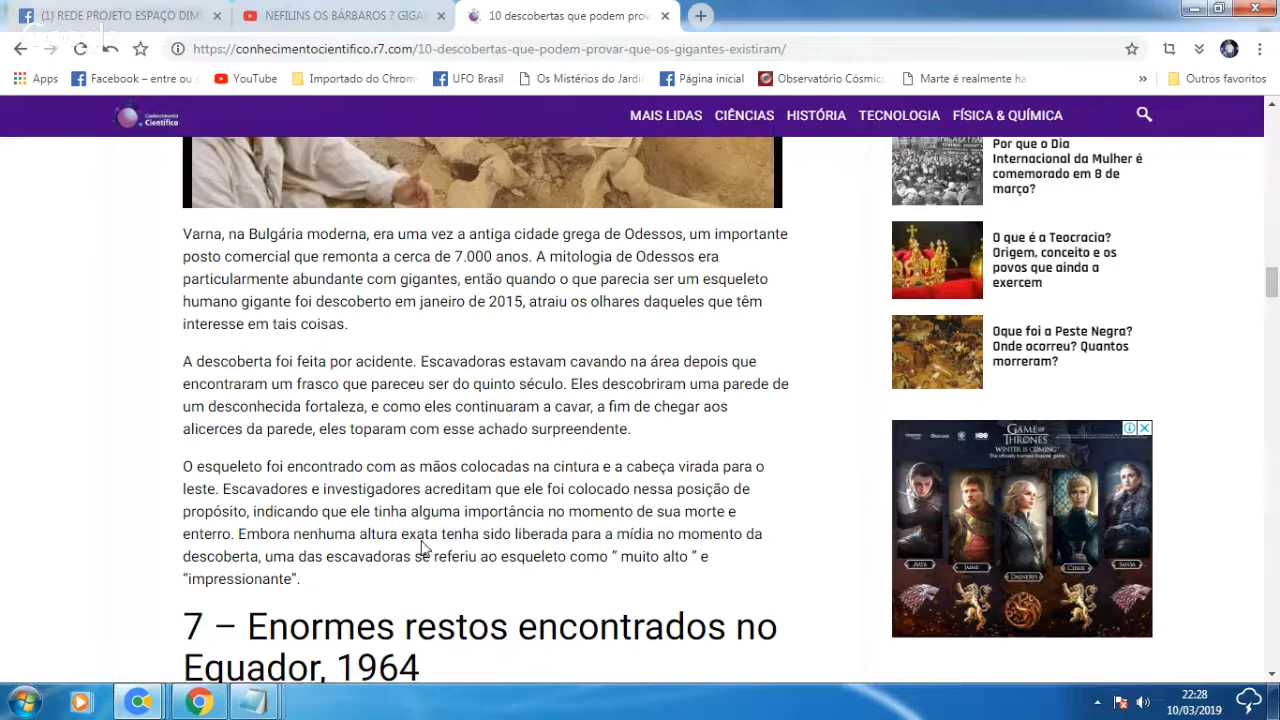 (1) REDE PROJETO ESPAÇO DIM
NEFILINS OS BÁRBAROS ? GIGA
10 descobertas que podem prov
https://conhecimentocientifico.r7.com/10-descobertas-que-podem-provar-que-os-gigantes-existiram/
Apps
Facebook – entre ou
YouTube
Importado do Chrom
UFO Brasil
Os Mistérios do Jardi
Página inicial
Observatório Cósmic
Marte é realmente ha
»
Outros favoritos
Conhecimento
Científico
MAIS LIDAS CIÊNCIAS HISTÓRIA TECNOLOGIA FÍSICA & QUÍMICA
Varna, na Bulgária moderna, era uma vez a antiga cidade grega de Odessos, um importante
posto comercial que remonta a cerca de 7.000 anos. A mitologia de Odessos era
particularmente abundante com gigantes, então quando o que parecia ser um esqueleto
humano gigante foi descoberto em janeiro de 2015, atraiu os olhares daqueles que têm
interesse em tais coisas.
A descoberta foi feita por acidente. Escavadoras estavam cavando na área depois que
encontraram um frasco que pareceu ser do quinto século. Eles descobriram uma parede de
um desconhecida fortaleza, e como eles continuaram a cavar, a fim de chegar aos
alicerces da parede, eles toparam com esse achado surpreendente.
O esqueleto foi encontrado com as mãos colocadas na cintura e a cabeça virada para o
leste. Escavadores e investigadores acreditam que ele foi colocado nessa posição de
propósito, indicando que ele tinha alguma importância no momento de sua morte e
enterro. Embora nenhuma altura exata tenha sido liberada para a mídia no momento da
descoberta, uma das escavadoras se referiu ao esqueleto como ” muito alto ” e
“impressionante”.
7 – Enormes restos encontrados no
Equador, 1964
Por que o Dia
Internacional da Mulher é
comemorado em 8 de
março?
O que é a Teocracia?
Origem, conceito e os
povos que ainda a
exercem
Oque foi a Peste Negra?
Onde ocorreu? Quantos
morreram?
GAME OF
THRONES
WINTER IS COMING
HBO
ARYA
JAIME
DAENERYS
CERSEI
SANSA
22:28
10/03/2019